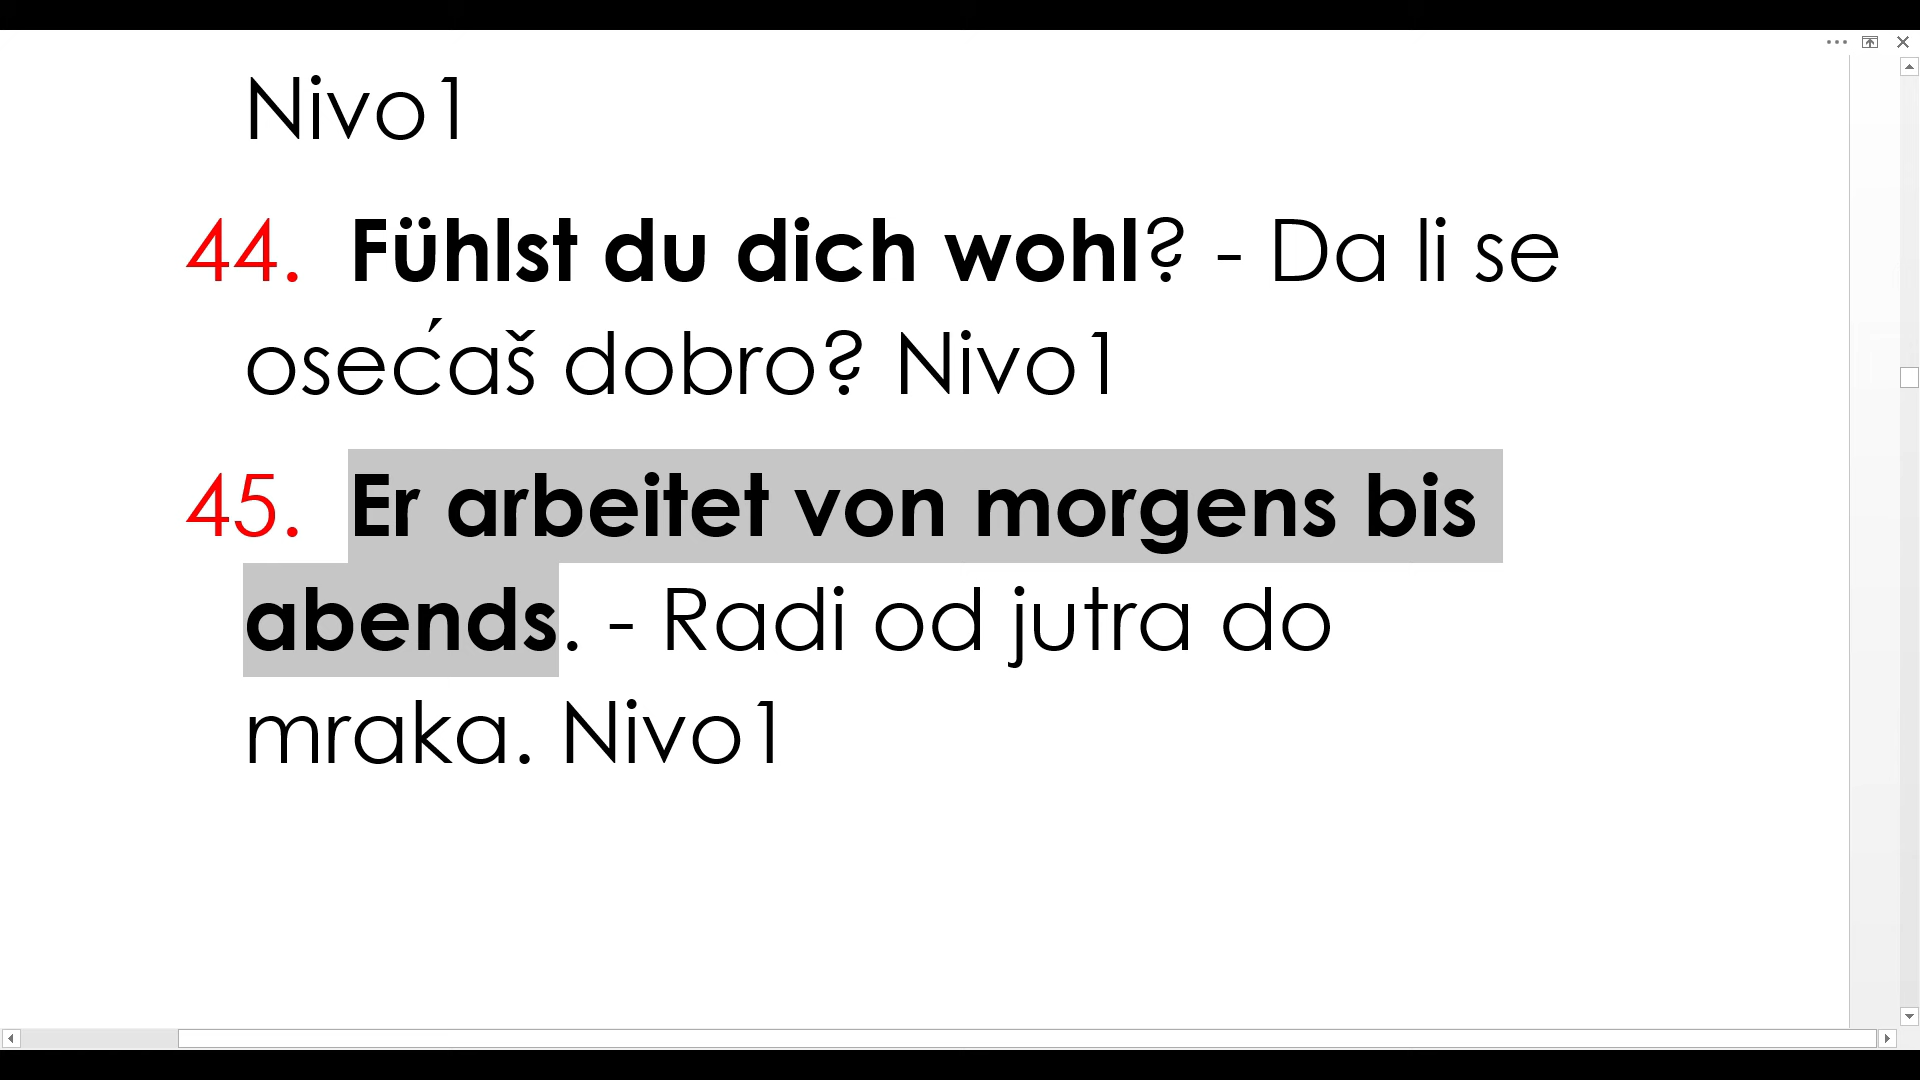 Nivo1
44. Fühlst du dich wohl? - Da li se
osećaš dobro? Nivo1
45. Er arbeitet von morgens bis
abends. - Radi od jutra do
mraka. Nivo1